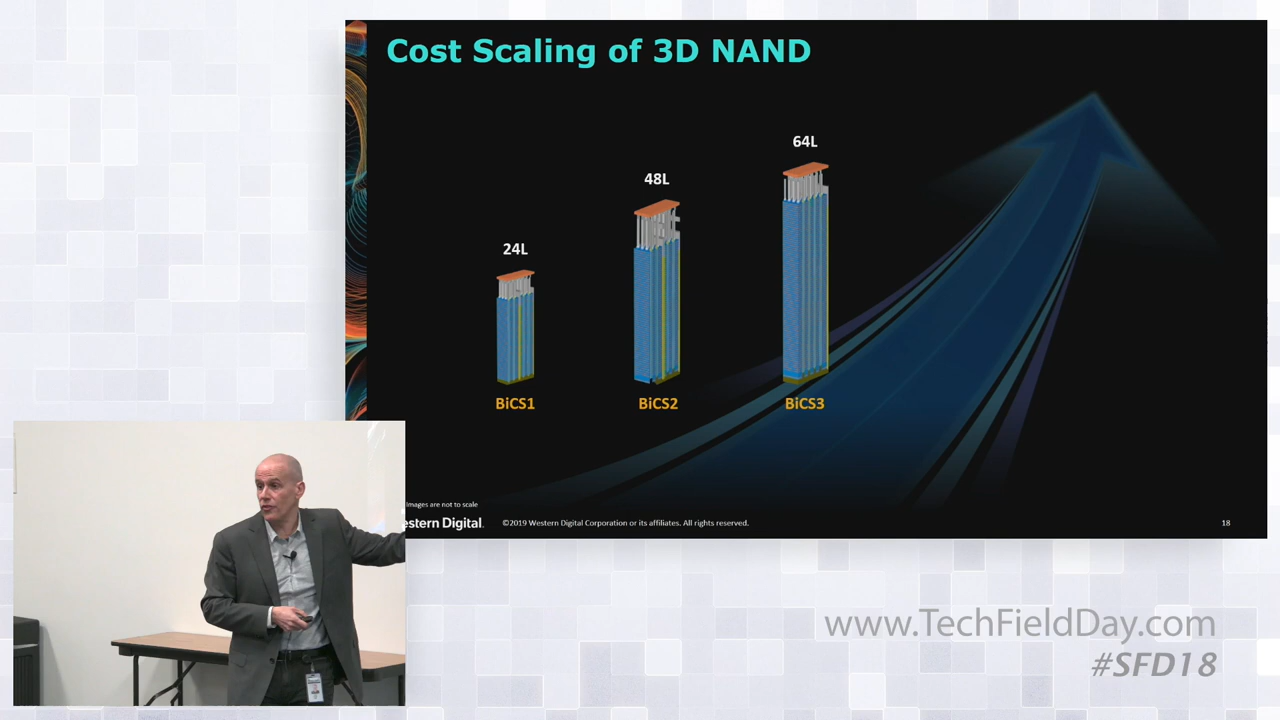 Cost Scaling of 3D NAND
24L
48L
64L
BiCS1
BiCS2
BiCS3
Images are not to scale
estern Digital.
©2019 Western Digital Corporation or its affiliates. All rights reserved.
18
www.TechFieldDay.com
#SFD18